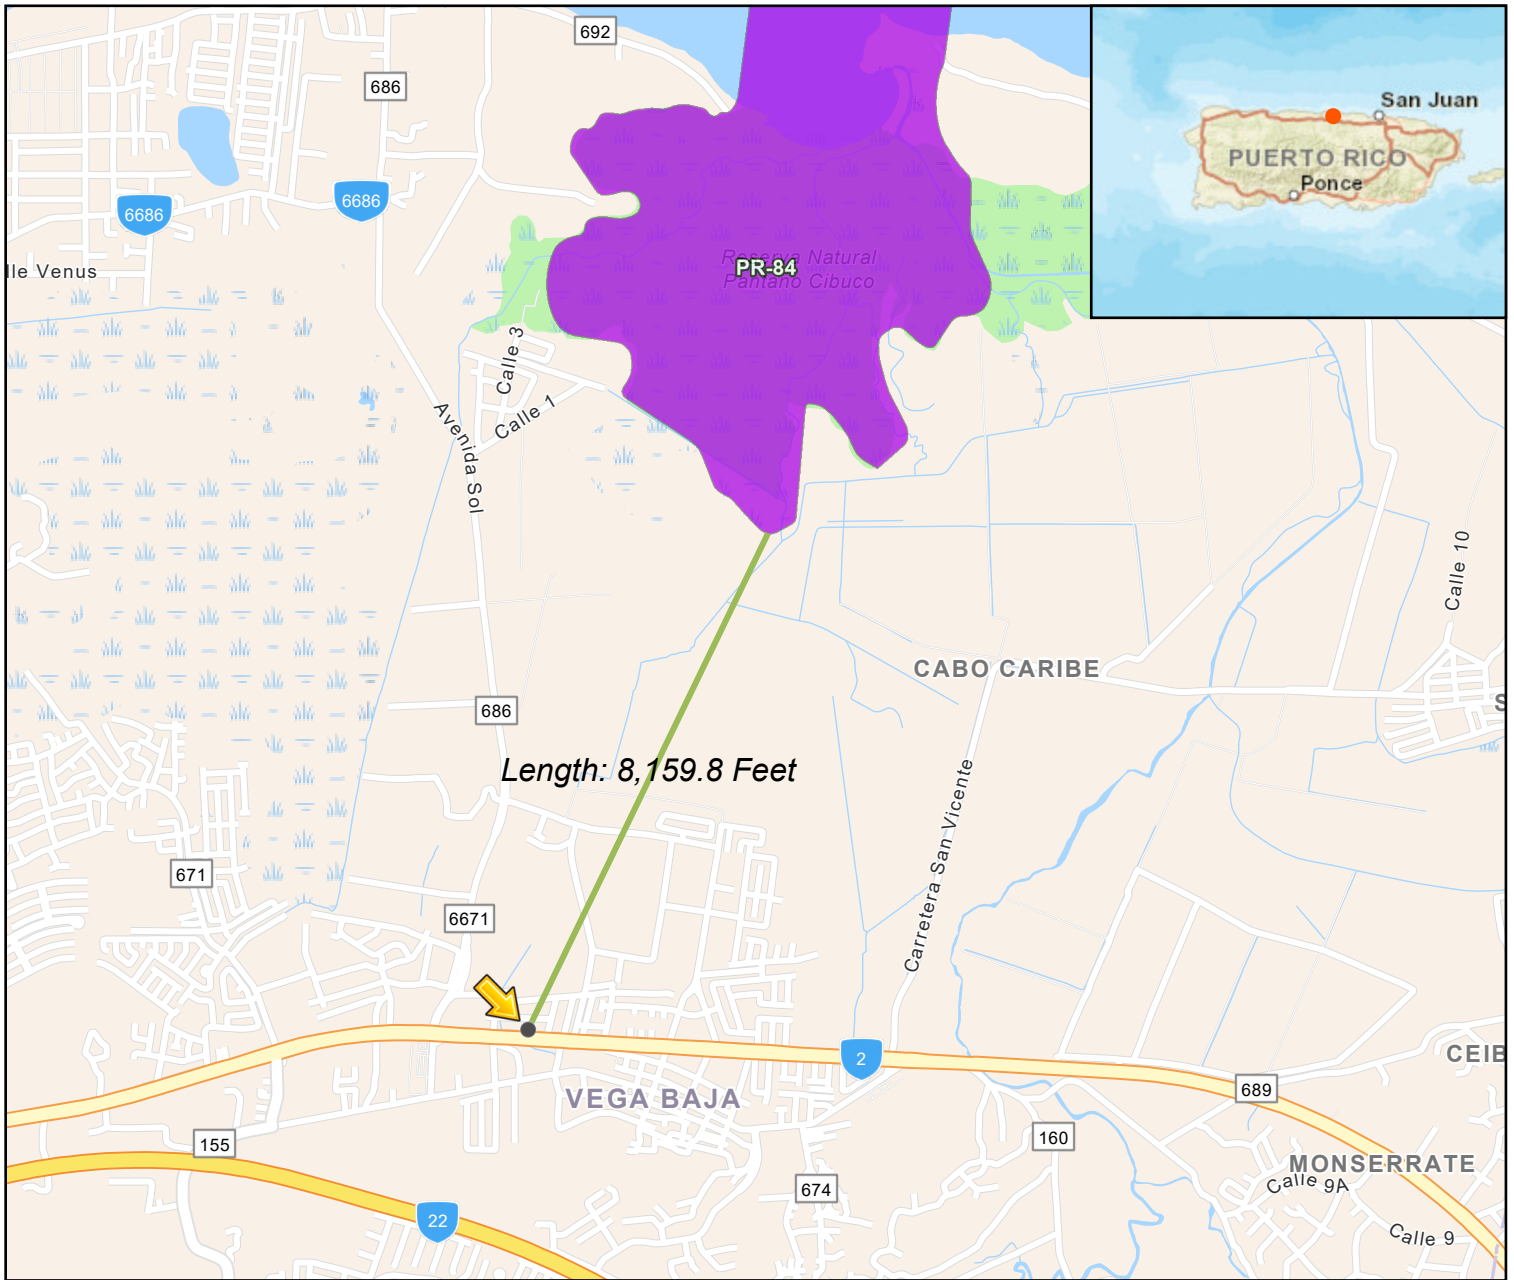 692
686
San Juan
PUERTO RICO
Ponce
6686
6686
lle Venus
Reserva Natural
Pantano Cibuco
PR-84
Calle 3
Calle 1
Avenida Sol
Calle 10
CABO CARIBE
686
S
Length: 8,159.8 Feet
Carretera San Vicente
671
6671
2
CEIB
VEGA BAJA
689
155
160
MONSERRATE
Calle 9A
674
22
Calle 9